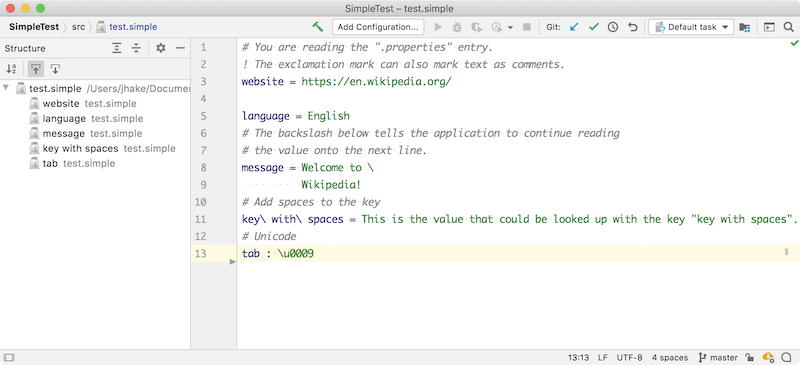 SimpleTest – test.simple
SimpleTest src test.simple
Add Configuration...
Git:
Default task
Structure
test.simple /Users/jhake/Documen
website test.simple
language test.simple
message test.simple
key with spaces test.simple
tab test.simple
1 # You are reading the ".properties" entry.
2 ! The exclamation mark can also mark text as comments.
3 website = https://en.wikipedia.org/
4
5 language = English
6 # The backslash below tells the application to continue reading
7 # the value onto the next line.
8 message = Welcome to \
9 Wikipedia!
10 # Add spaces to the key
11 key\ with\ spaces = This is the value that could be looked up with the key "key with spaces".
12 # Unicode
13 tab : \u0009
13:13 LF UTF-8 4 spaces master